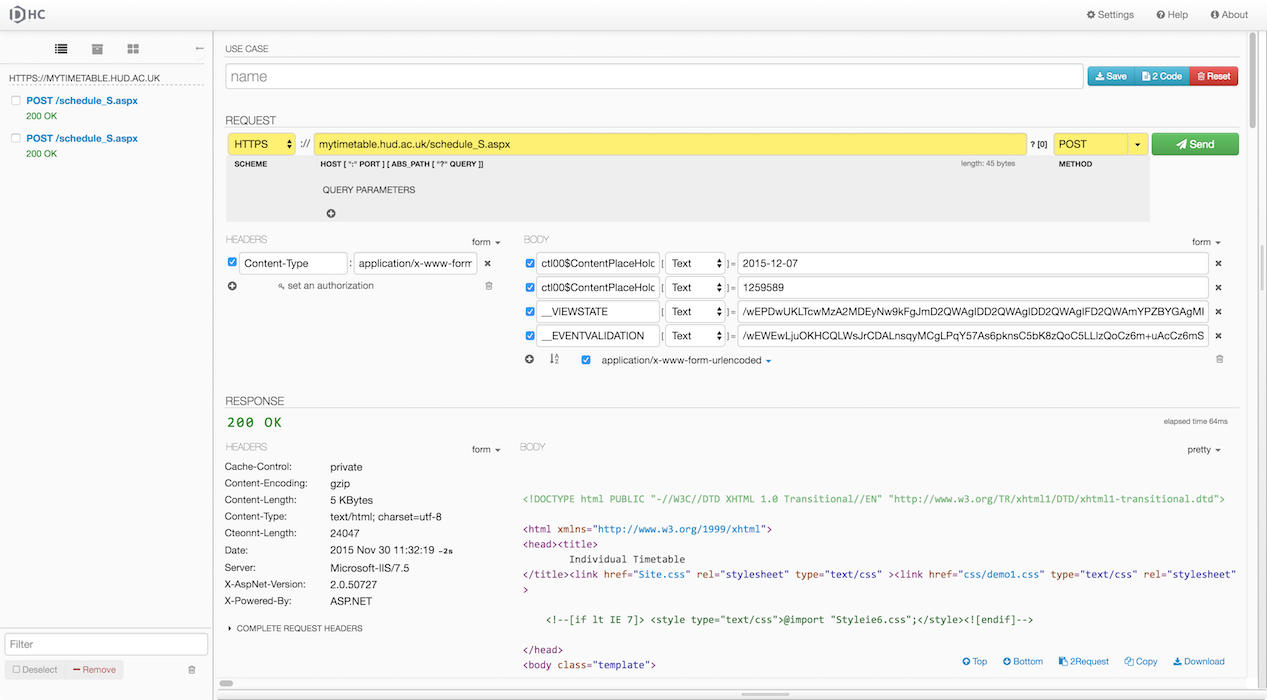 DHC
Settings Help About
HTTPS://MYTIMETABLE.HUD.AC.UK
POST /schedule_S.aspx
200 OK
POST /schedule_S.aspx
200 OK
Filter
Deselect Remove
USE CASE
name
Save 2 Code Reset
REQUEST
HTTPS :// mytimetable.hud.ac.uk/schedule_S.aspx ? [0] POST Send
SCHEME HOST [ ":" PORT ] [ ABS_PATH [ "?" QUERY ]] length: 45 bytes METHOD
QUERY PARAMETERS
HEADERS form
Content-Type : application/x-www-form
set an authorization
BODY form
ctl00$ContentPlaceHolc [ Text ]= 2015-12-07
ctl00$ContentPlaceHolc [ Text ]= 1259589
__VIEWSTATE [ Text ]= /wEPDwUKLTcwMzA2MDEyNw9kFgJmD2QWAgIDD2QWAgIDD2QWAgIFD2QWAmYPZBYGAgMI
__EVENTVALIDATION [ Text ]= /wEWEwLjuOKHCQLWsJrCDALnsqyMCgLPqY57As6pknsC5bK8zQoC5LLlzQoCz6m+uAcCz6mS
application/x-www-form-urlencoded
RESPONSE
200 OK elapsed time 64ms
HEADERS form
Cache-Control: private
Content-Encoding: gzip
Content-Length: 5 KBytes
Content-Type: text/html; charset=utf-8
Cteonnt-Length: 24047
Date: 2015 Nov 30 11:32:19 -2s
Server: Microsoft-IIS/7.5
X-AspNet-Version: 2.0.50727
X-Powered-By: ASP.NET
COMPLETE REQUEST HEADERS
BODY pretty
<!DOCTYPE html PUBLIC "-//W3C//DTD XHTML 1.0 Transitional//EN" "http://www.w3.org/TR/xhtml1/DTD/xhtml1-transitional.dtd">
<html xmlns="http://www.w3.org/1999/xhtml">
<head><title>
Individual Timetable
</title><link href="Site.css" rel="stylesheet" type="text/css" ><link href="css/demo1.css" type="text/css" rel="stylesheet"
>
<!--[if lt IE 7]> <style type="text/css">@import "Styleie6.css";</style><![endif]-->
</head>
<body class="template">
Top Bottom 2Request Copy Download